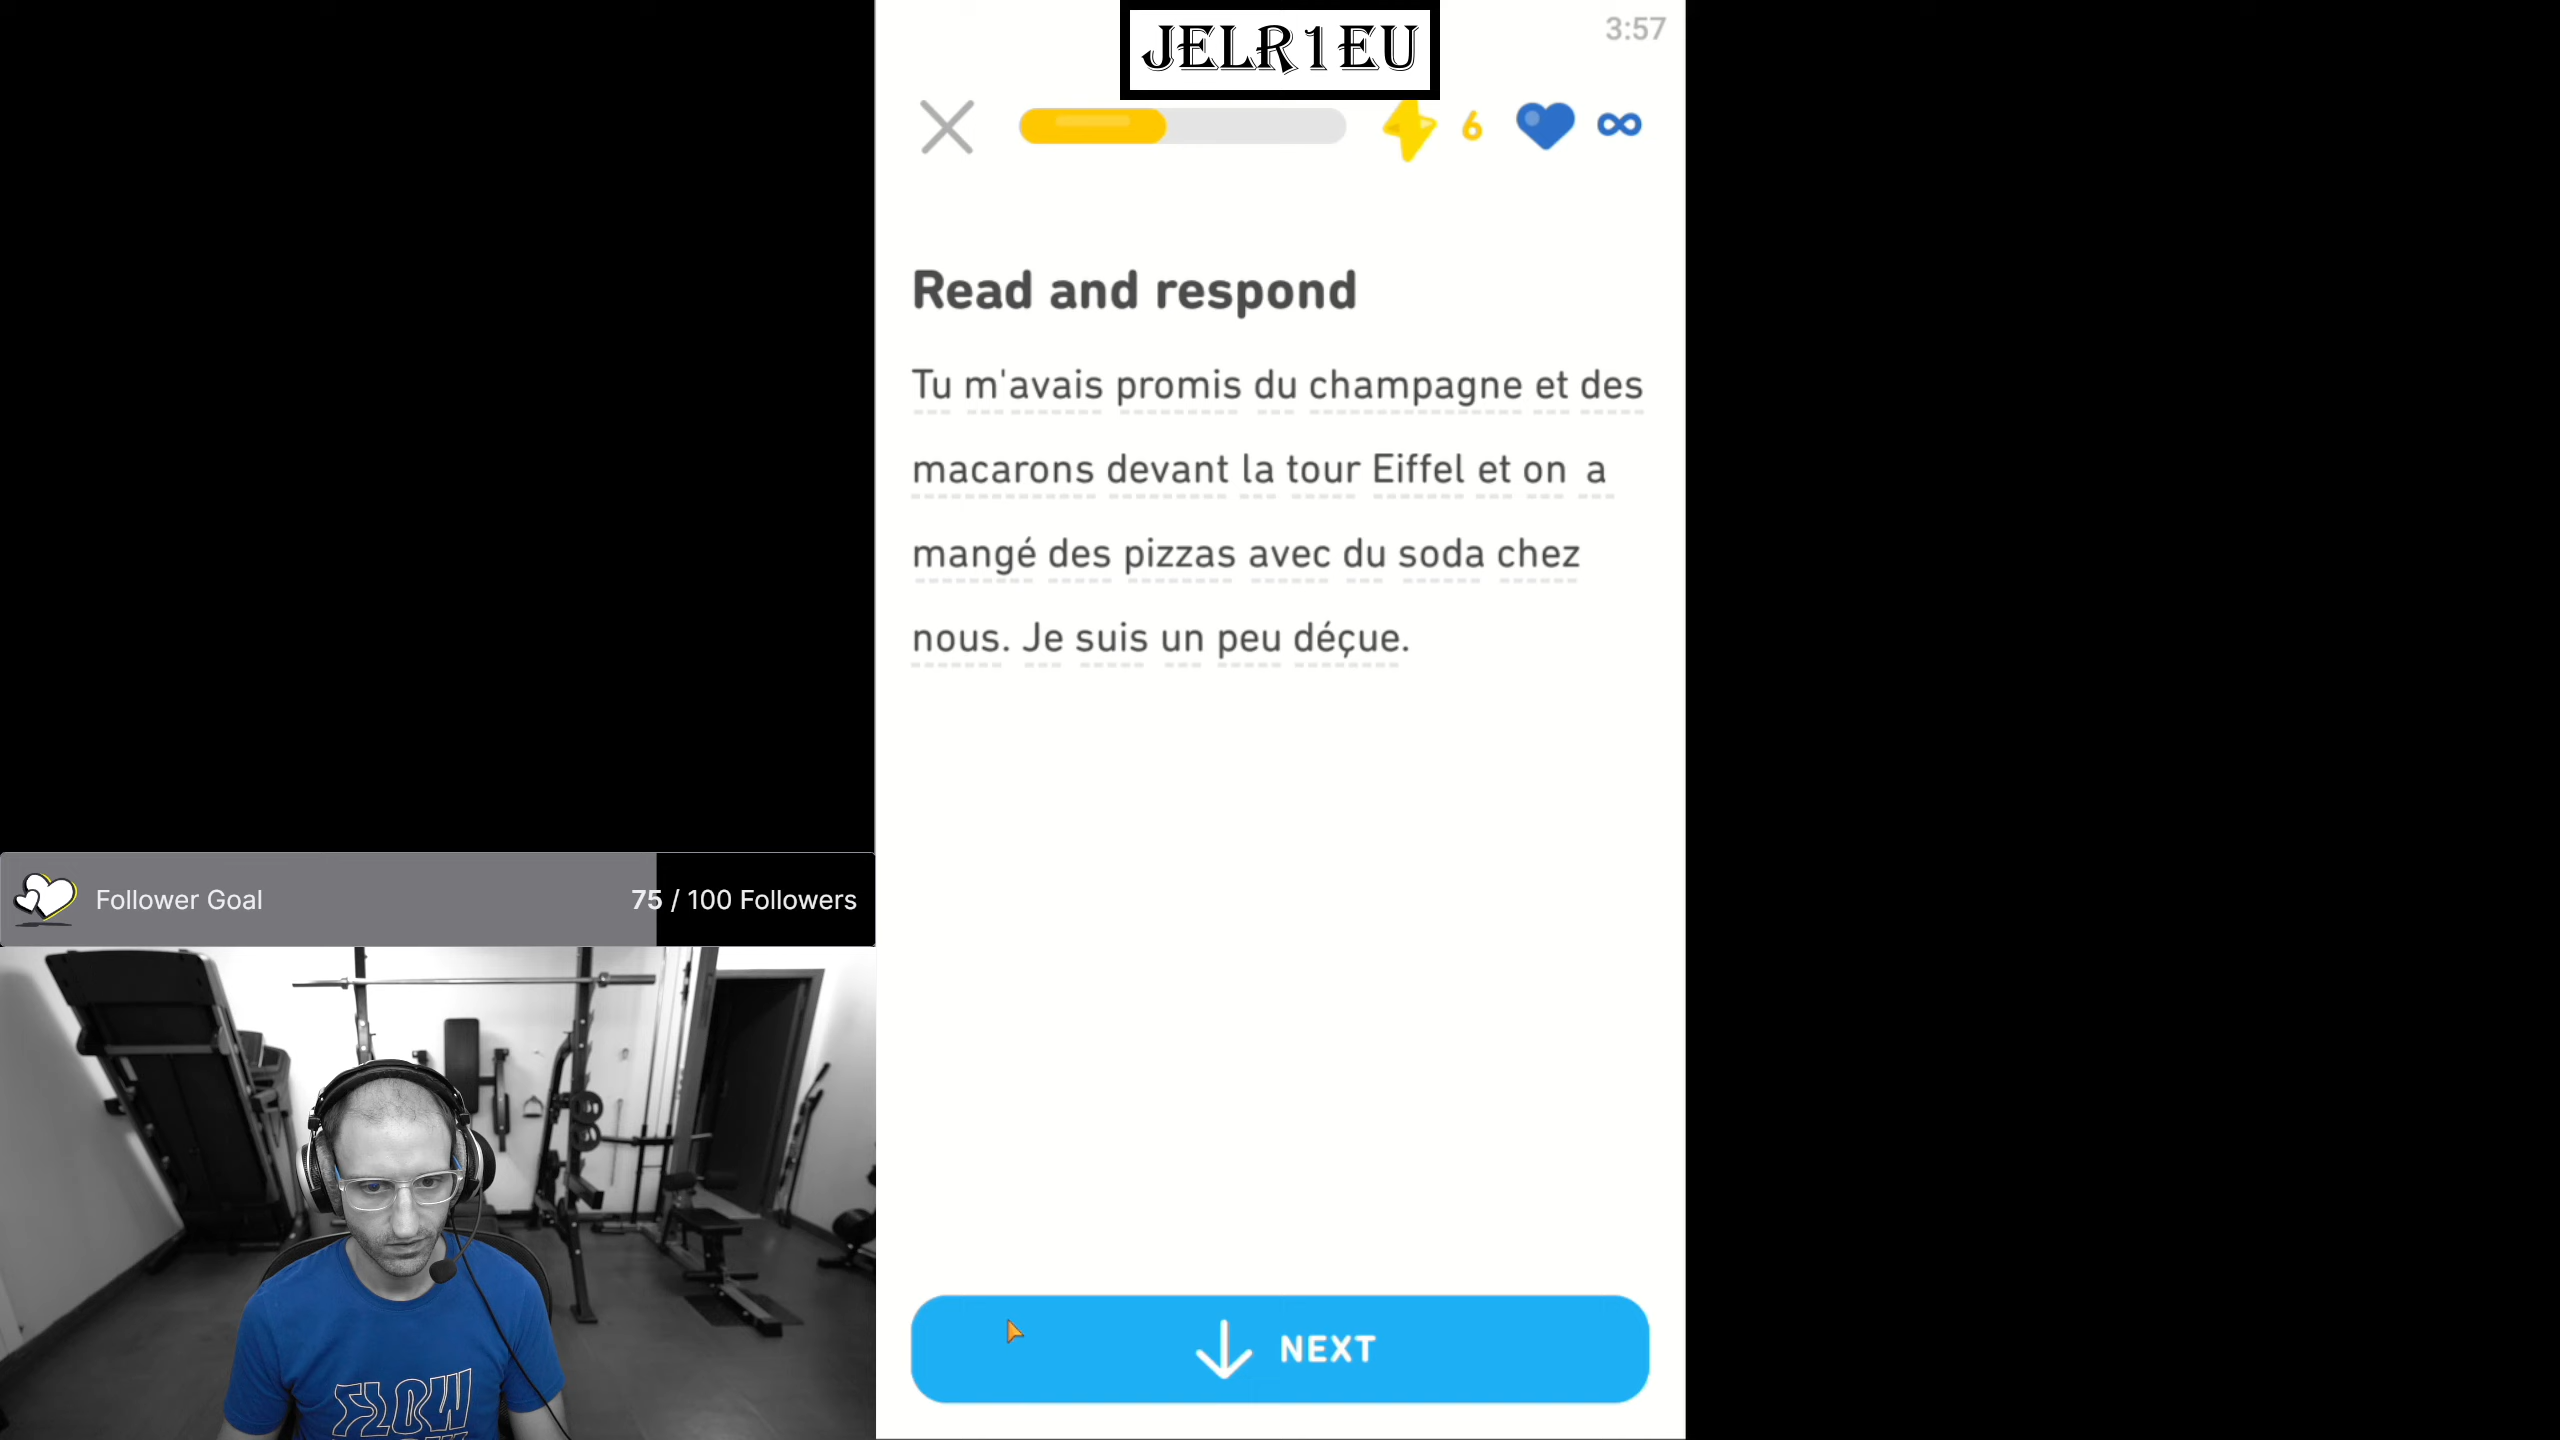 JELR1EU
3:57
6
Read and respond
Tu m'avais promis du champagne et des
macarons devant la tour Eiffel et on a
mangé des pizzas avec du soda chez
nous. Je suis un peu déçue.
NEXT
Follower Goal
75 / 100 Followers
FLOW